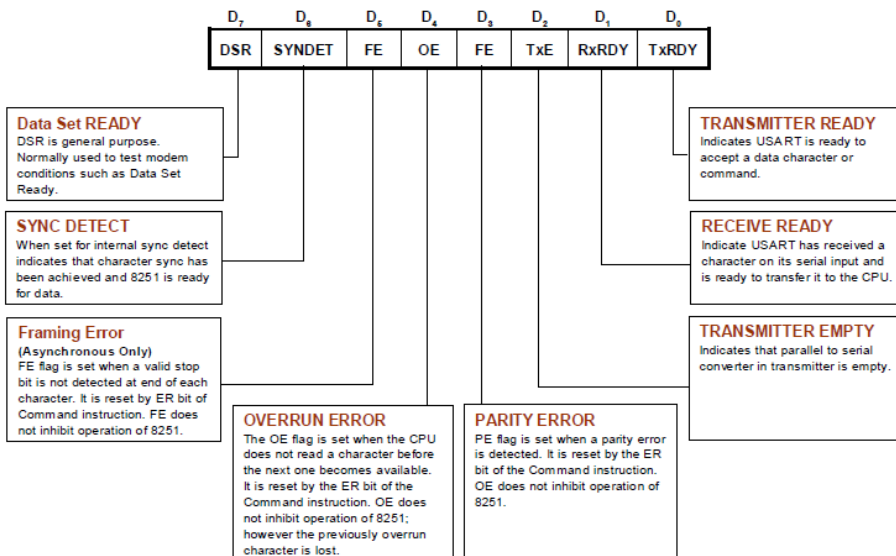 D7 D6 D5 D4 D3 D2 D1 D0
DSR SYNDET FE OE FE TxE RxRDY TxRDY
Data Set READY
DSR is general purpose.
Normally used to test modem
conditions such as Data Set
Ready.
SYNC DETECT
When set for internal sync detect
indicates that character sync has
been achieved and 8251 is ready
for data.
Framing Error
(Asynchronous Only)
FE flag is set when a valid stop
bit is not detected at end of each
character. It is reset by ER bit of
Command instruction. FE does
not inhibit operation of 8251.
OVERRUN ERROR
The OE flag is set when the CPU
does not read a character before
the next one becomes available.
It is reset by the ER bit of the
Command instruction. OE does
not inhibit operation of 8251;
however the previously overrun
character is lost.
PARITY ERROR
PE flag is set when a parity error
is detected. It is reset by the ER
bit of the Command instruction.
OE does not inhibit operation of
8251.
TRANSMITTER READY
Indicates USART is ready to
accept a data character or
command.
RECEIVE READY
Indicate USART has received a
character on its serial input and
is ready to transfer it to the CPU.
TRANSMITTER EMPTY
Indicates that parallel to serial
converter in transmitter is empty.